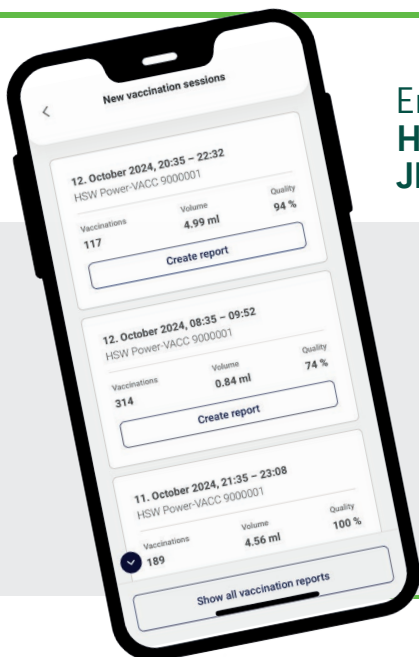 New vaccination sessions
12. October 2024, 20:35 – 22:32
HSW Power-VACC 9000001
Vaccinations Volume Quality
117 4.99 ml 94 %
Create report
12. October 2024, 08:35 – 09:52
HSW Power-VACC 9000001
Vaccinations Volume Quality
314 0.84 ml 74 %
Create report
11. October 2024, 21:35 – 23:08
HSW Power-VACC 9000001
Vaccinations Volume Quality
189 4.56 ml 100 %
Show all vaccination reports